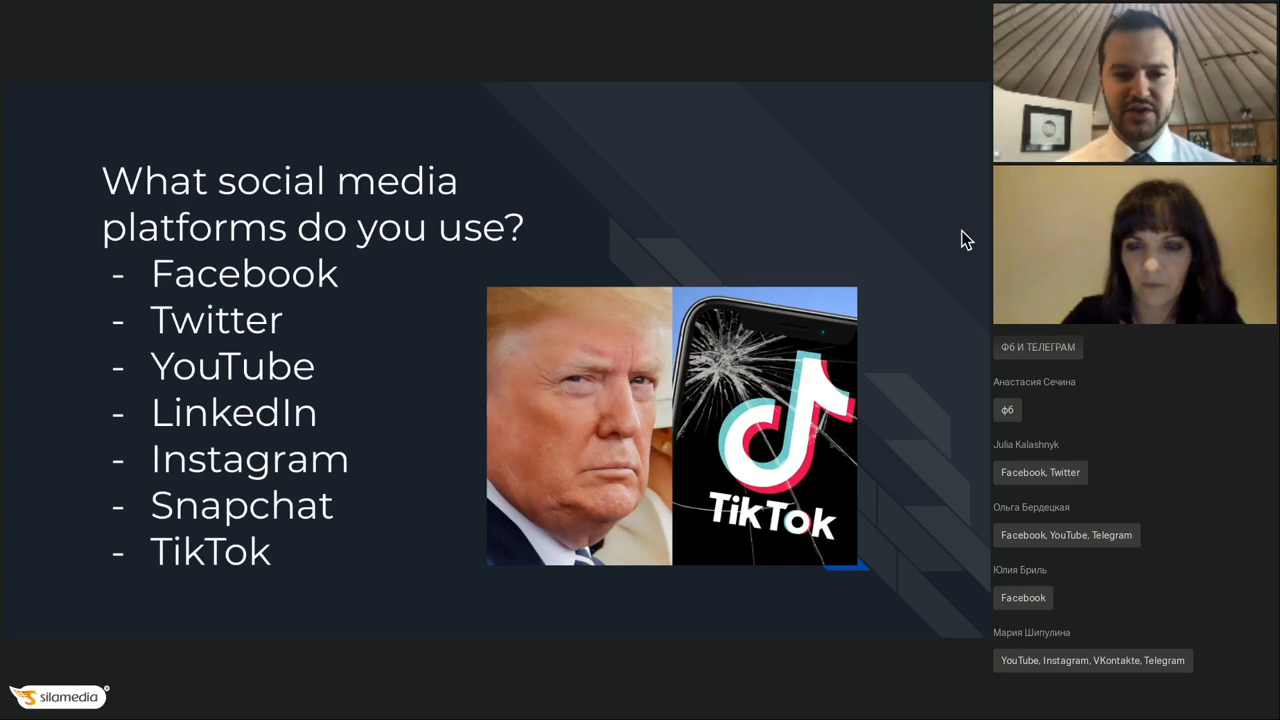 What social media
platforms do you use?
- Facebook
- Twitter
- YouTube
- LinkedIn
- Instagram
- Snapchat
- TikTok
TikTok
Фб И ТЕЛЕГРАМ
Анастасия Сечина
фб
Julia Kalashnyk
Facebook, Twitter
Ольга Бердецкая
Facebook, YouTube, Telegram
Юлия Бриль
Facebook
Мария Шипулина
YouTube, Instagram, VKontakte, Telegram
silamedia